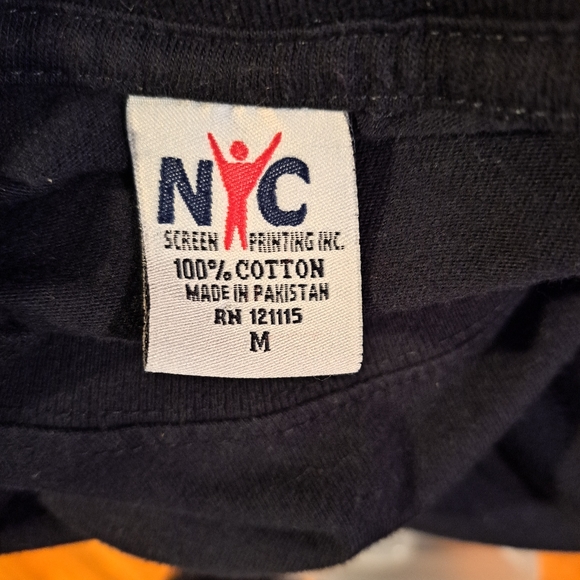 NYC
SCREEN PRINTING INC.
100% COTTON
MADE IN PAKISTAN
RN 121115
M